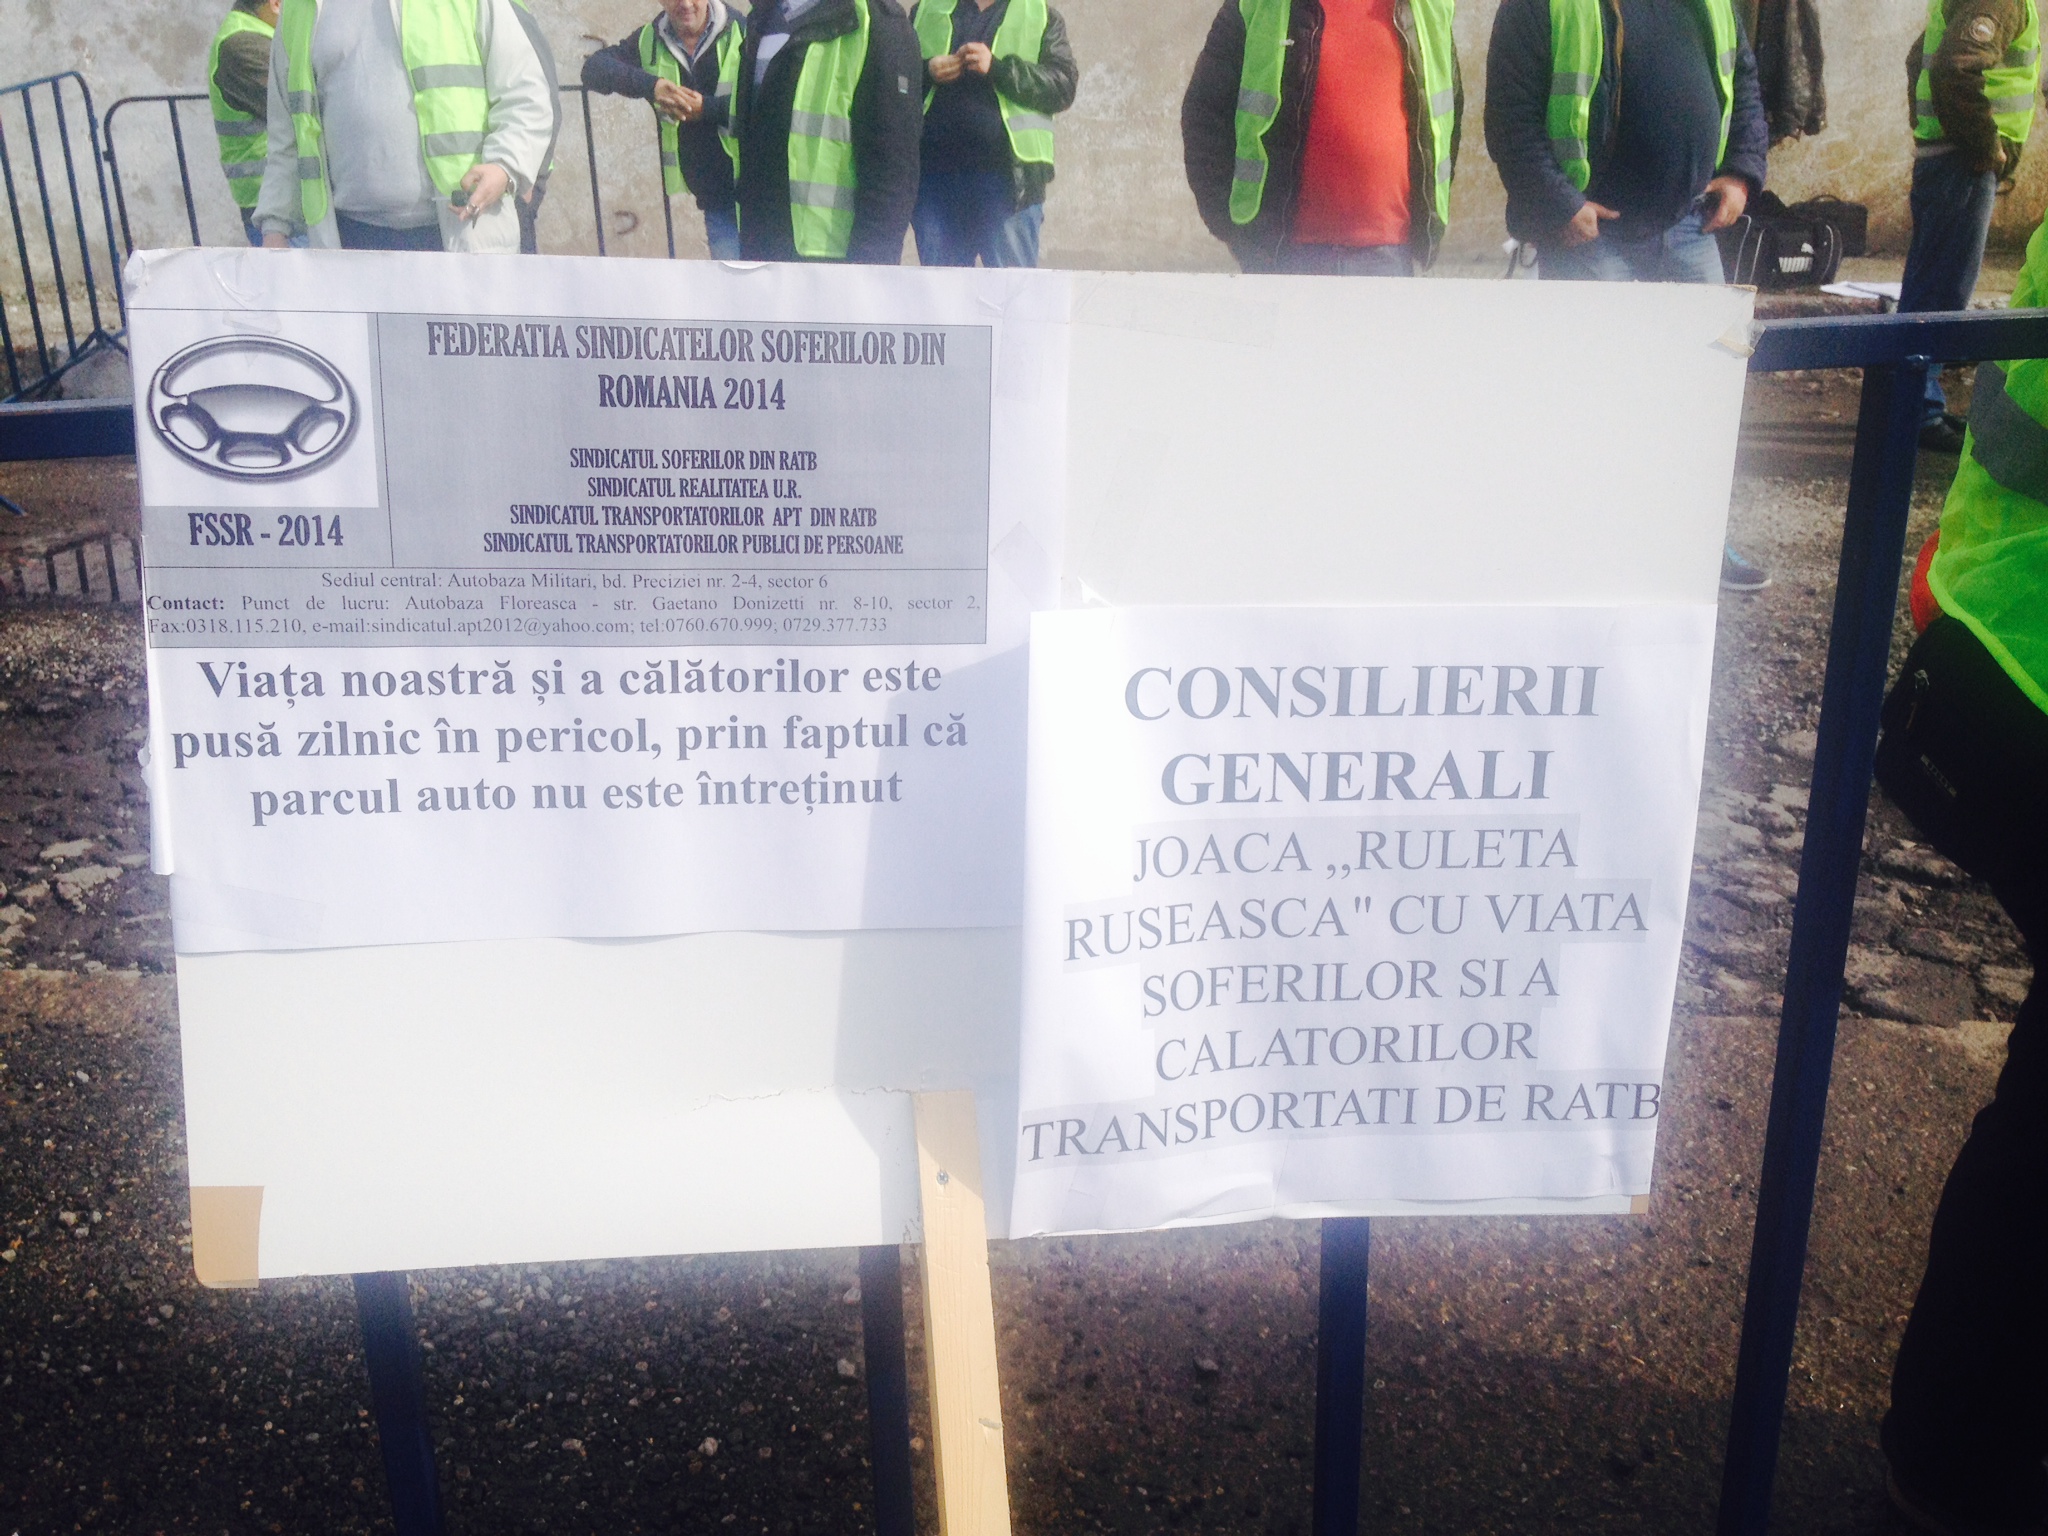 FEDERATIA SINDICATELOR SOFERILOR DIN
ROMANIA 2014
SINDICATUL SOFERILOR DIN RATB
SINDICATUL REALITATEA U.R.
SINDICATUL TRANSPORTATORILOR APT DIN RATB
SINDICATUL TRANSPORTATORILOR PUBLICI DE PERSOANE
FSSR - 2014
Sediul central: Autobaza Militari, bd. Preciziei nr. 2-4, sector 6
Contact: Punct de lucru: Autobaza Floreasca - str. Gaetano Donizetti nr. 8-10, sector 2,
Fax:0318.115.210, e-mail:sindicatul.apt2012@yahoo.com; tel:0760.670.999; 0729.377.733
Viața noastră și a călătorilor este
pusă zilnic în pericol, prin faptul că
parcul auto nu este întreținut
CONSILIERII
GENERALI
JOACA ,,RULETA
RUSEASCA" CU VIATA
SOFERILOR SI A
CALATORILOR
TRANSPORTATI DE RATB
PUMA